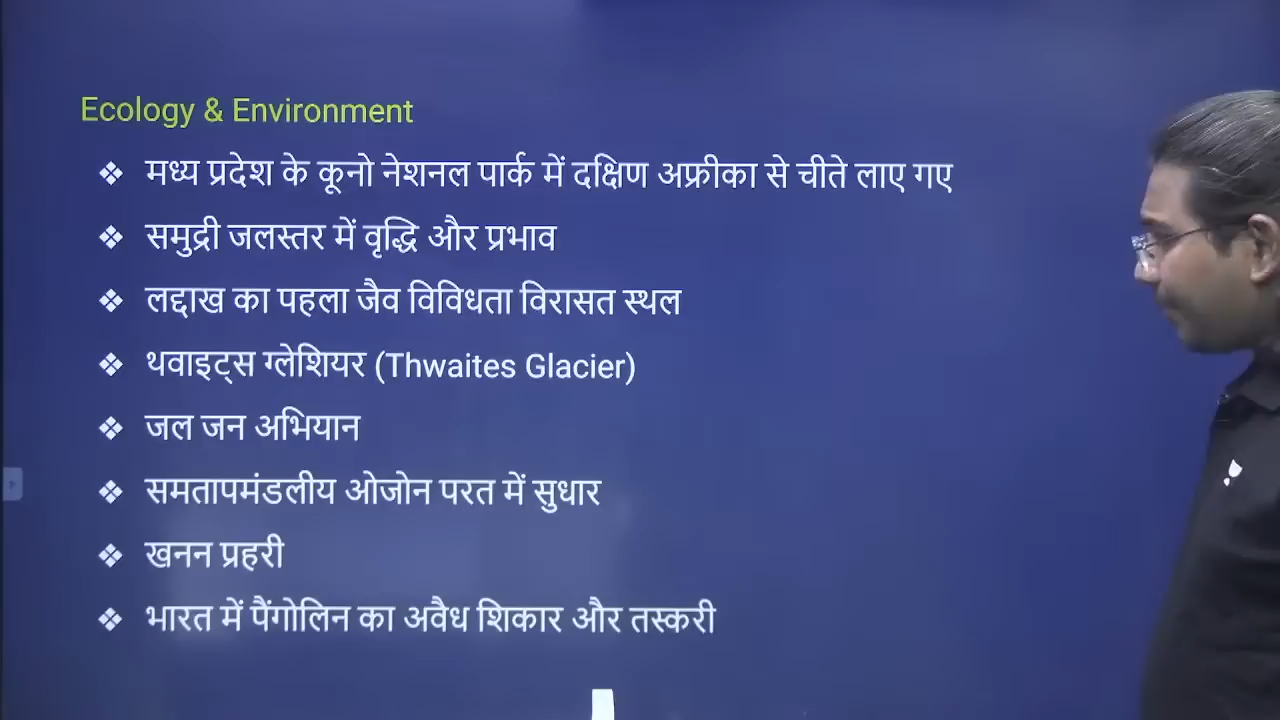 Ecology & Environment
❖ मध्य प्रदेश के कूनो नेशनल पार्क में दक्षिण अफ्रीका से चीते लाए गए
❖ समुद्री जलस्तर में वृद्धि और प्रभाव
❖ लद्दाख का पहला जैव विविधता विरासत स्थल
❖ थवाइट्स ग्लेशियर (Thwaites Glacier)
❖ जल जन अभियान
❖ समतापमंडलीय ओजोन परत में सुधार
❖ खनन प्रहरी
❖ भारत में पैंगोलिन का अवैध शिकार और तस्करी